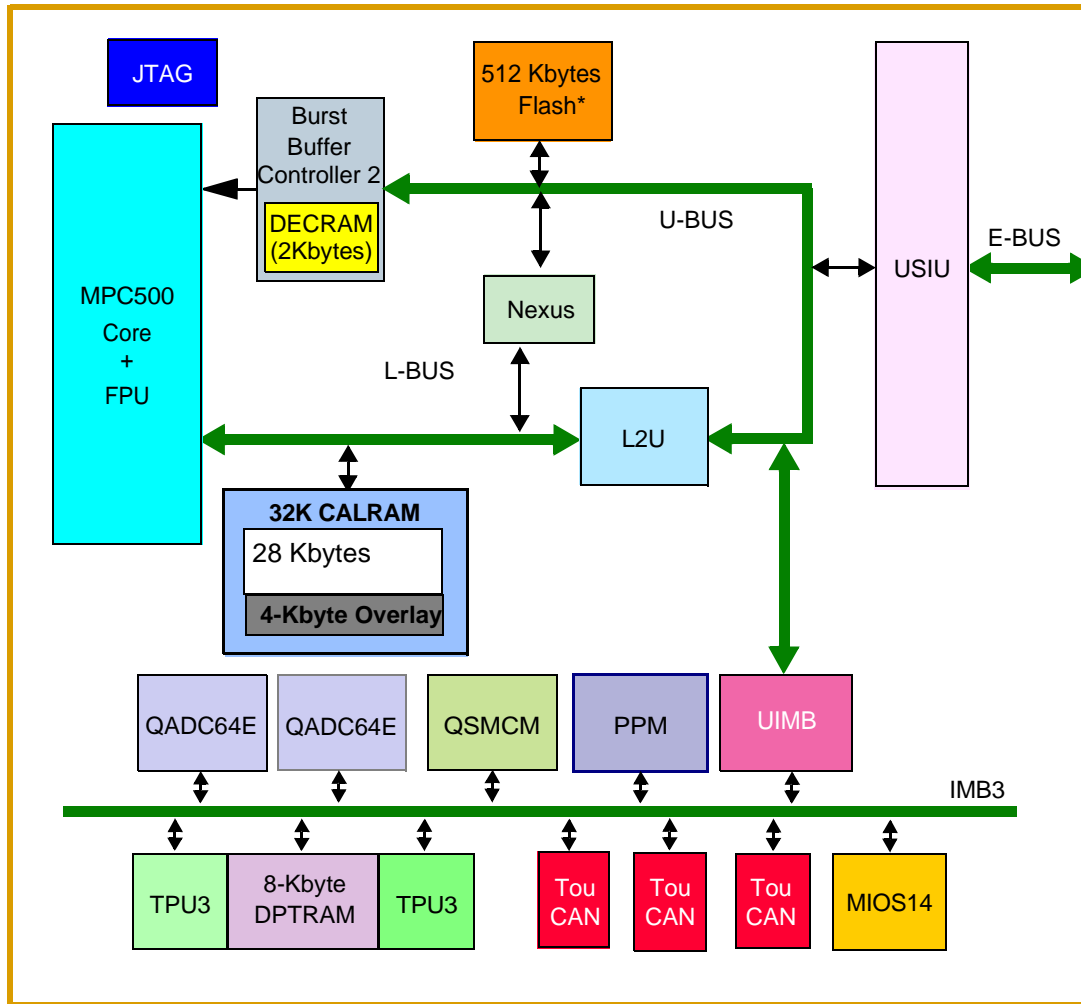 JTAG
512 Kbytes
Flash*
Burst
Buffer
Controller 2
DECRAM
(2Kbytes)
U-BUS
E-BUS
USIU
MPC500
Core
+
FPU
Nexus
L-BUS
L2U
32K CALRAM
28 Kbytes
4-Kbyte Overlay
QADC64E
QADC64E
QSMCM
PPM
UIMB
IMB3
TPU3
8-Kbyte
DPTRAM
TPU3
Tou
CAN
Tou
CAN
Tou
CAN
MIOS14